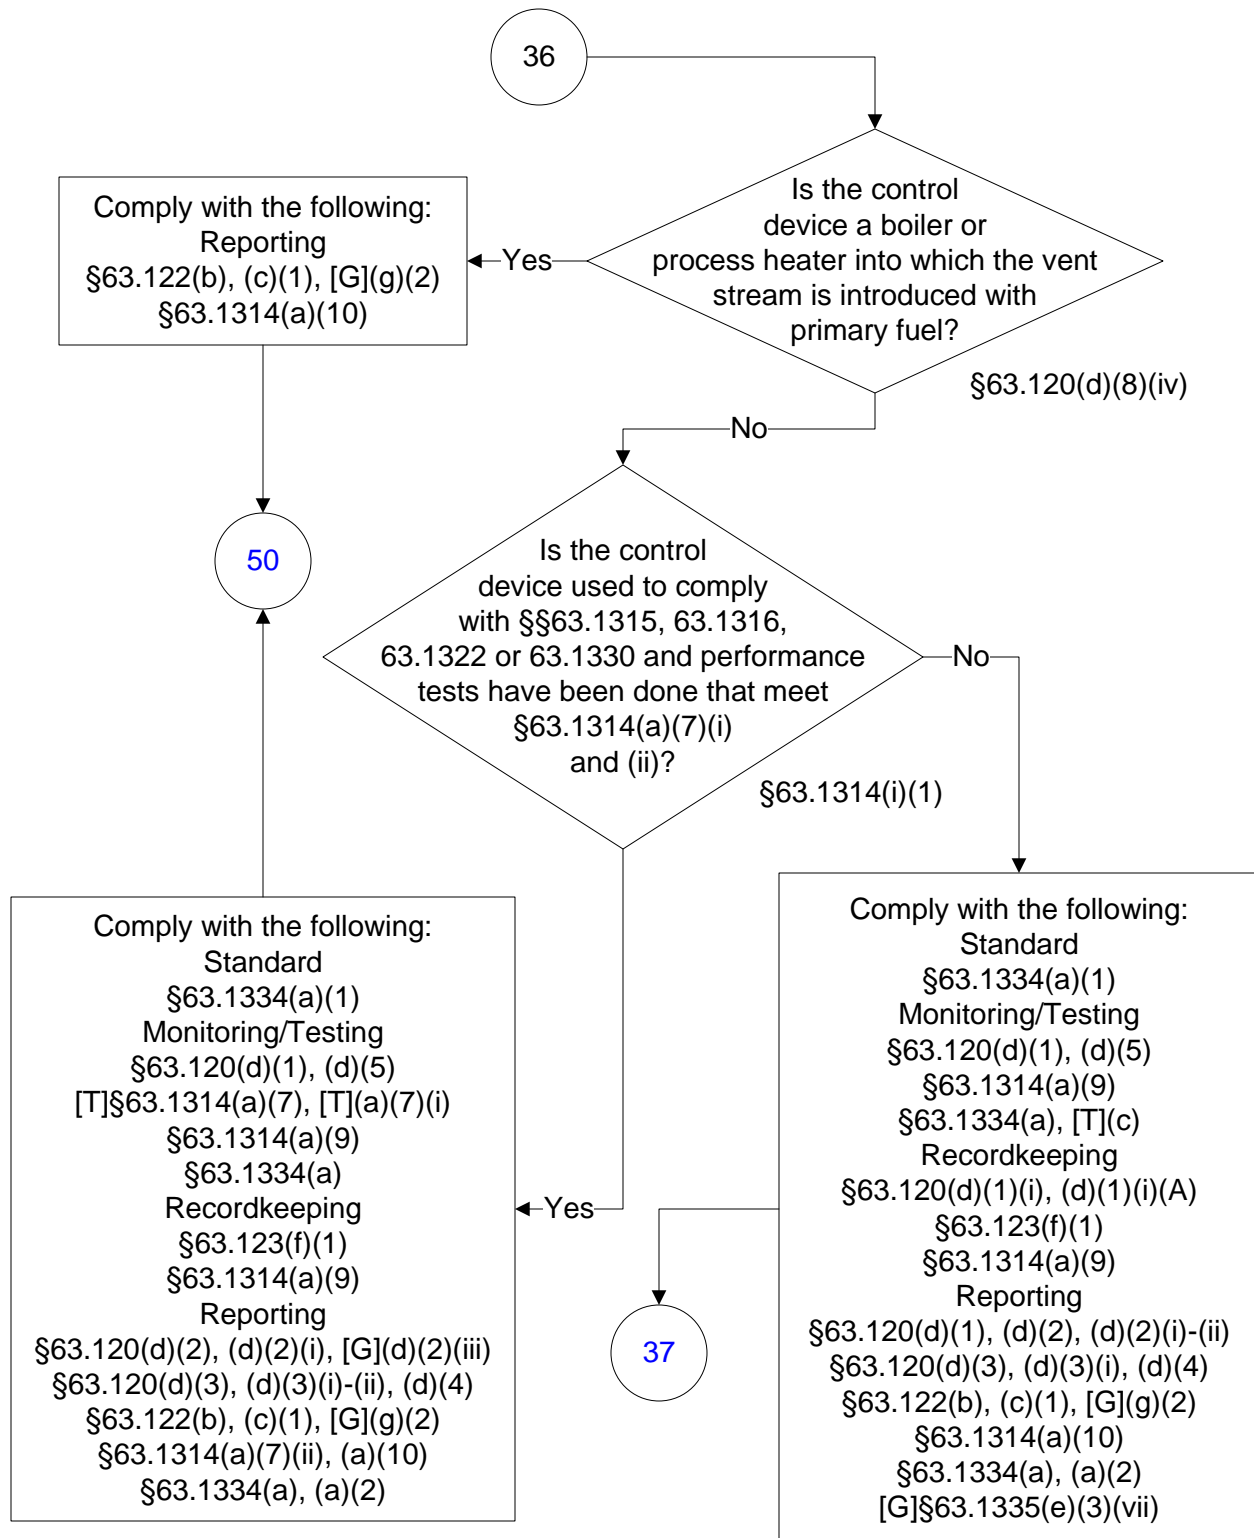 36
Is the control
device a boiler or
process heater into which the vent
stream is introduced with
primary fuel?
§63.120(d)(8)(iv)
Yes
Comply with the following:
Reporting
§63.122(b), (c)(1), [G](g)(2)
§63.1314(a)(10)
No
50
Is the control
device used to comply
with §§63.1315, 63.1316,
63.1322 or 63.1330 and performance
tests have been done that meet
§63.1314(a)(7)(i)
and (ii)?
§63.1314(i)(1)
No
Yes
Comply with the following:
Standard
§63.1334(a)(1)
Monitoring/Testing
§63.120(d)(1), (d)(5)
[T]§63.1314(a)(7), [T](a)(7)(i)
§63.1314(a)(9)
§63.1334(a)
Recordkeeping
§63.123(f)(1)
§63.1314(a)(9)
Reporting
§63.120(d)(2), (d)(2)(i), [G](d)(2)(iii)
§63.120(d)(3), (d)(3)(i)-(ii), (d)(4)
§63.122(b), (c)(1), [G](g)(2)
§63.1314(a)(7)(ii), (a)(10)
§63.1334(a), (a)(2)
Comply with the following:
Standard
§63.1334(a)(1)
Monitoring/Testing
§63.120(d)(1), (d)(5)
§63.1314(a)(9)
§63.1334(a), [T](c)
Recordkeeping
§63.120(d)(1)(i), (d)(1)(i)(A)
§63.123(f)(1)
§63.1314(a)(9)
Reporting
§63.120(d)(1), (d)(2), (d)(2)(i)-(ii)
§63.120(d)(3), (d)(3)(i), (d)(4)
§63.122(b), (c)(1), [G](g)(2)
§63.1314(a)(10)
§63.1334(a), (a)(2)
[G]§63.1335(e)(3)(vii)
37